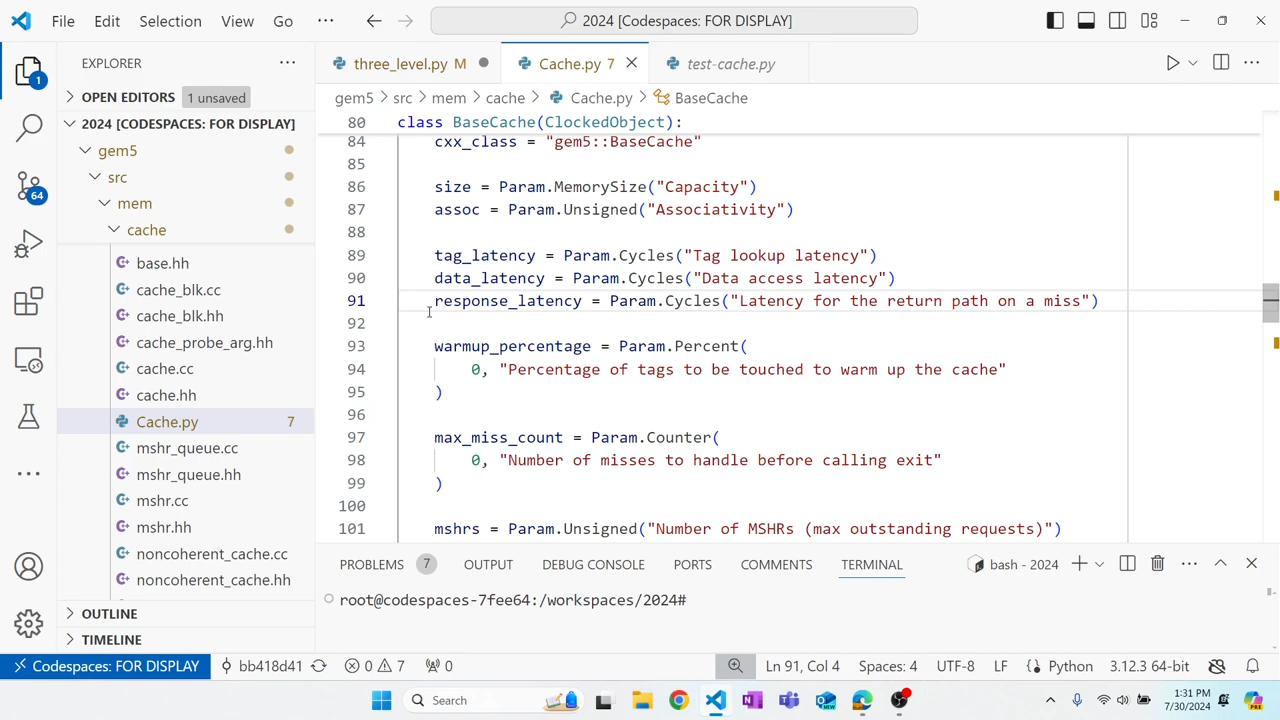 File Edit Selection View Go ··· 2024 [Codespaces: FOR DISPLAY]
EXPLORER
1
OPEN EDITORS 1 unsaved
2024 [CODESPACES: FOR DISPLAY]
gem5
src
mem
cache
base.hh
cache_blk.cc
cache_blk.hh
cache_probe_arg.hh
cache.cc
cache.hh
Cache.py 7
mshr_queue.cc
mshr_queue.hh
mshr.cc
mshr.hh
noncoherent_cache.cc
noncoherent_cache.hh
OUTLINE
TIMELINE
64
three_level.py M Cache.py 7 test-cache.py
gem5 > src > mem > cache > Cache.py > BaseCache
80 class BaseCache(ClockedObject):
84 cxx_class = "gem5::BaseCache"
85
86 size = Param.MemorySize("Capacity")
87 assoc = Param.Unsigned("Associativity")
88
89 tag_latency = Param.Cycles("Tag lookup latency")
90 data_latency = Param.Cycles("Data access latency")
91 response_latency = Param.Cycles("Latency for the return path on a miss")
92
93 warmup_percentage = Param.Percent(
94 0, "Percentage of tags to be touched to warm up the cache"
95 )
96
97 max_miss_count = Param.Counter(
98 0, "Number of misses to handle before calling exit"
99 )
100
101 mshrs = Param.Unsigned("Number of MSHRs (max outstanding requests)")
PROBLEMS 7 OUTPUT DEBUG CONSOLE PORTS COMMENTS TERMINAL bash - 2024
root@codespaces-7fee64:/workspaces/2024#
Codespaces: FOR DISPLAY bb418d41 0 7 0 Ln 91, Col 4 Spaces: 4 UTF-8 LF Python 3.12.3 64-bit
Search 1:31 PM
7/30/2024